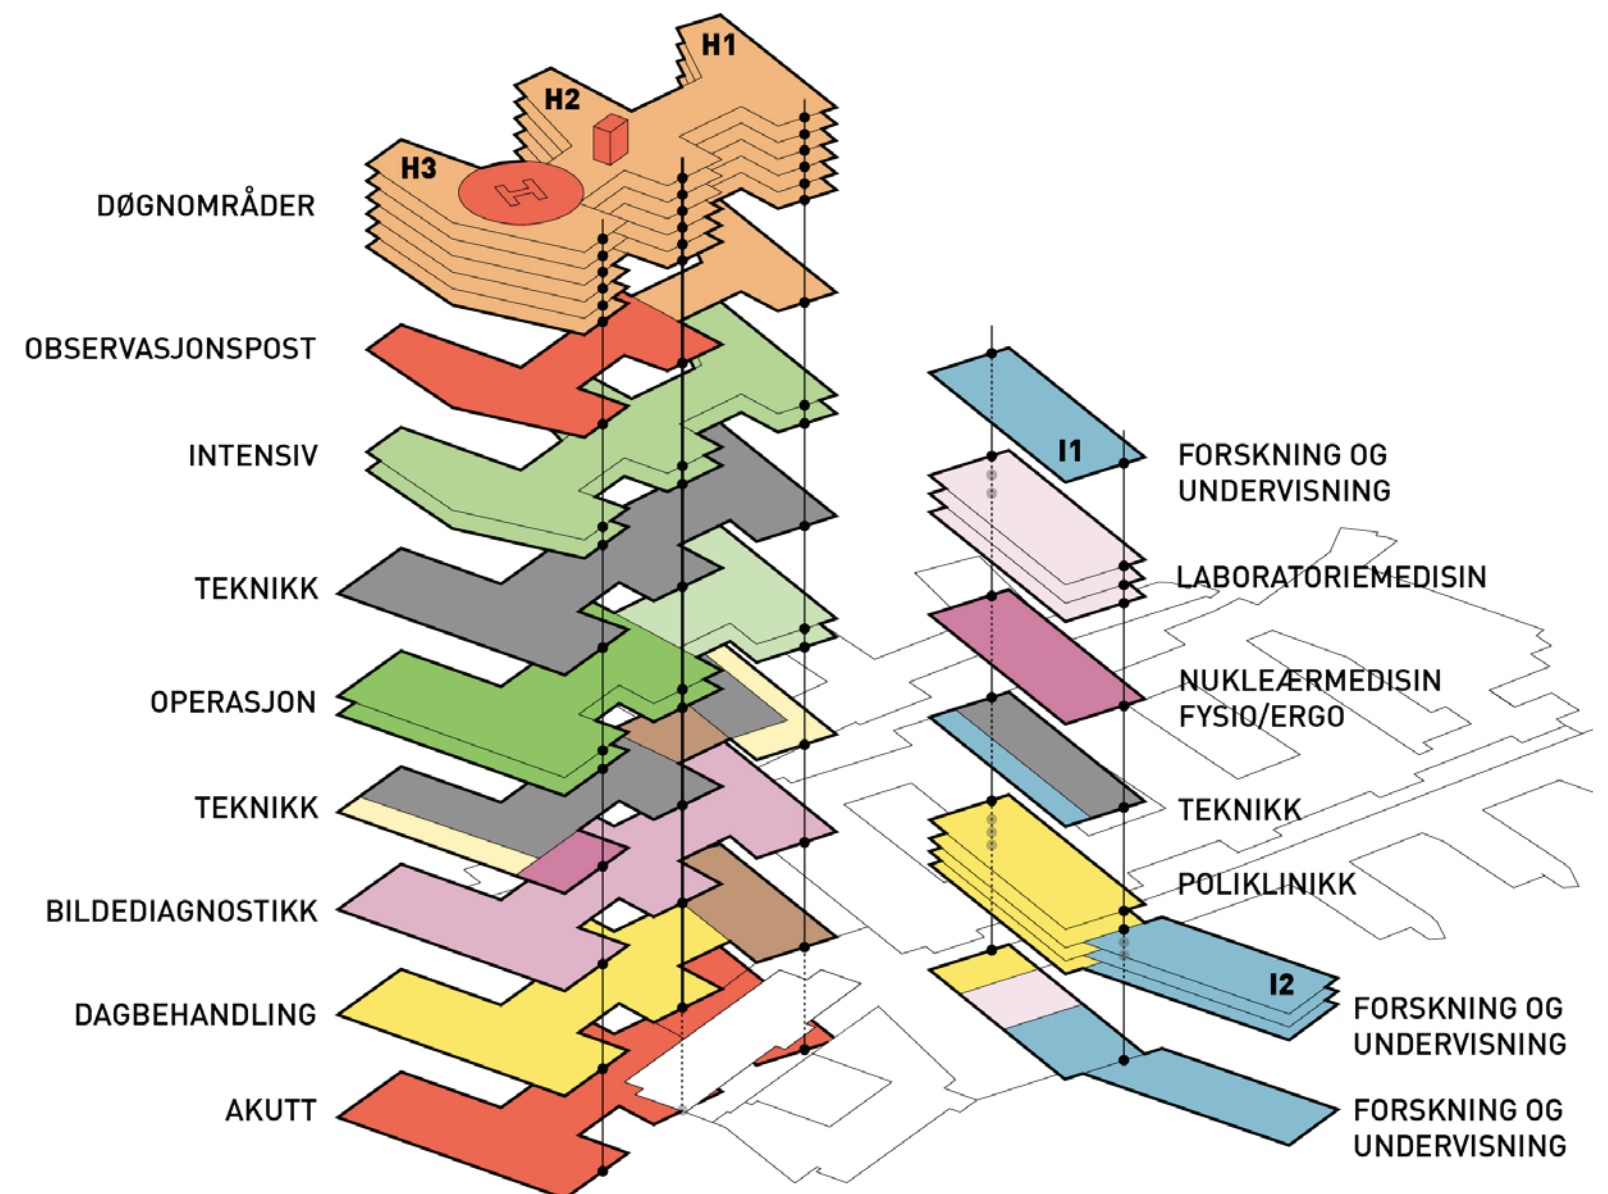 H1
H2
H3
H
DØGNOMRÅDER
OBSERVASJONSPOST
INTENSIV
TEKNIKK
OPERASJON
TEKNIKK
BILDEDIAGNOSTIKK
DAGBEHANDLING
AKUTT
I1
FORSKNING OG
UNDERVISNING
LABORATORIEMEDISIN
NUKLEÆRMEDISIN
FYSIO/ERGO
TEKNIKK
POLIKLINIKK
I2
FORSKNING OG
UNDERVISNING
FORSKNING OG
UNDERVISNING